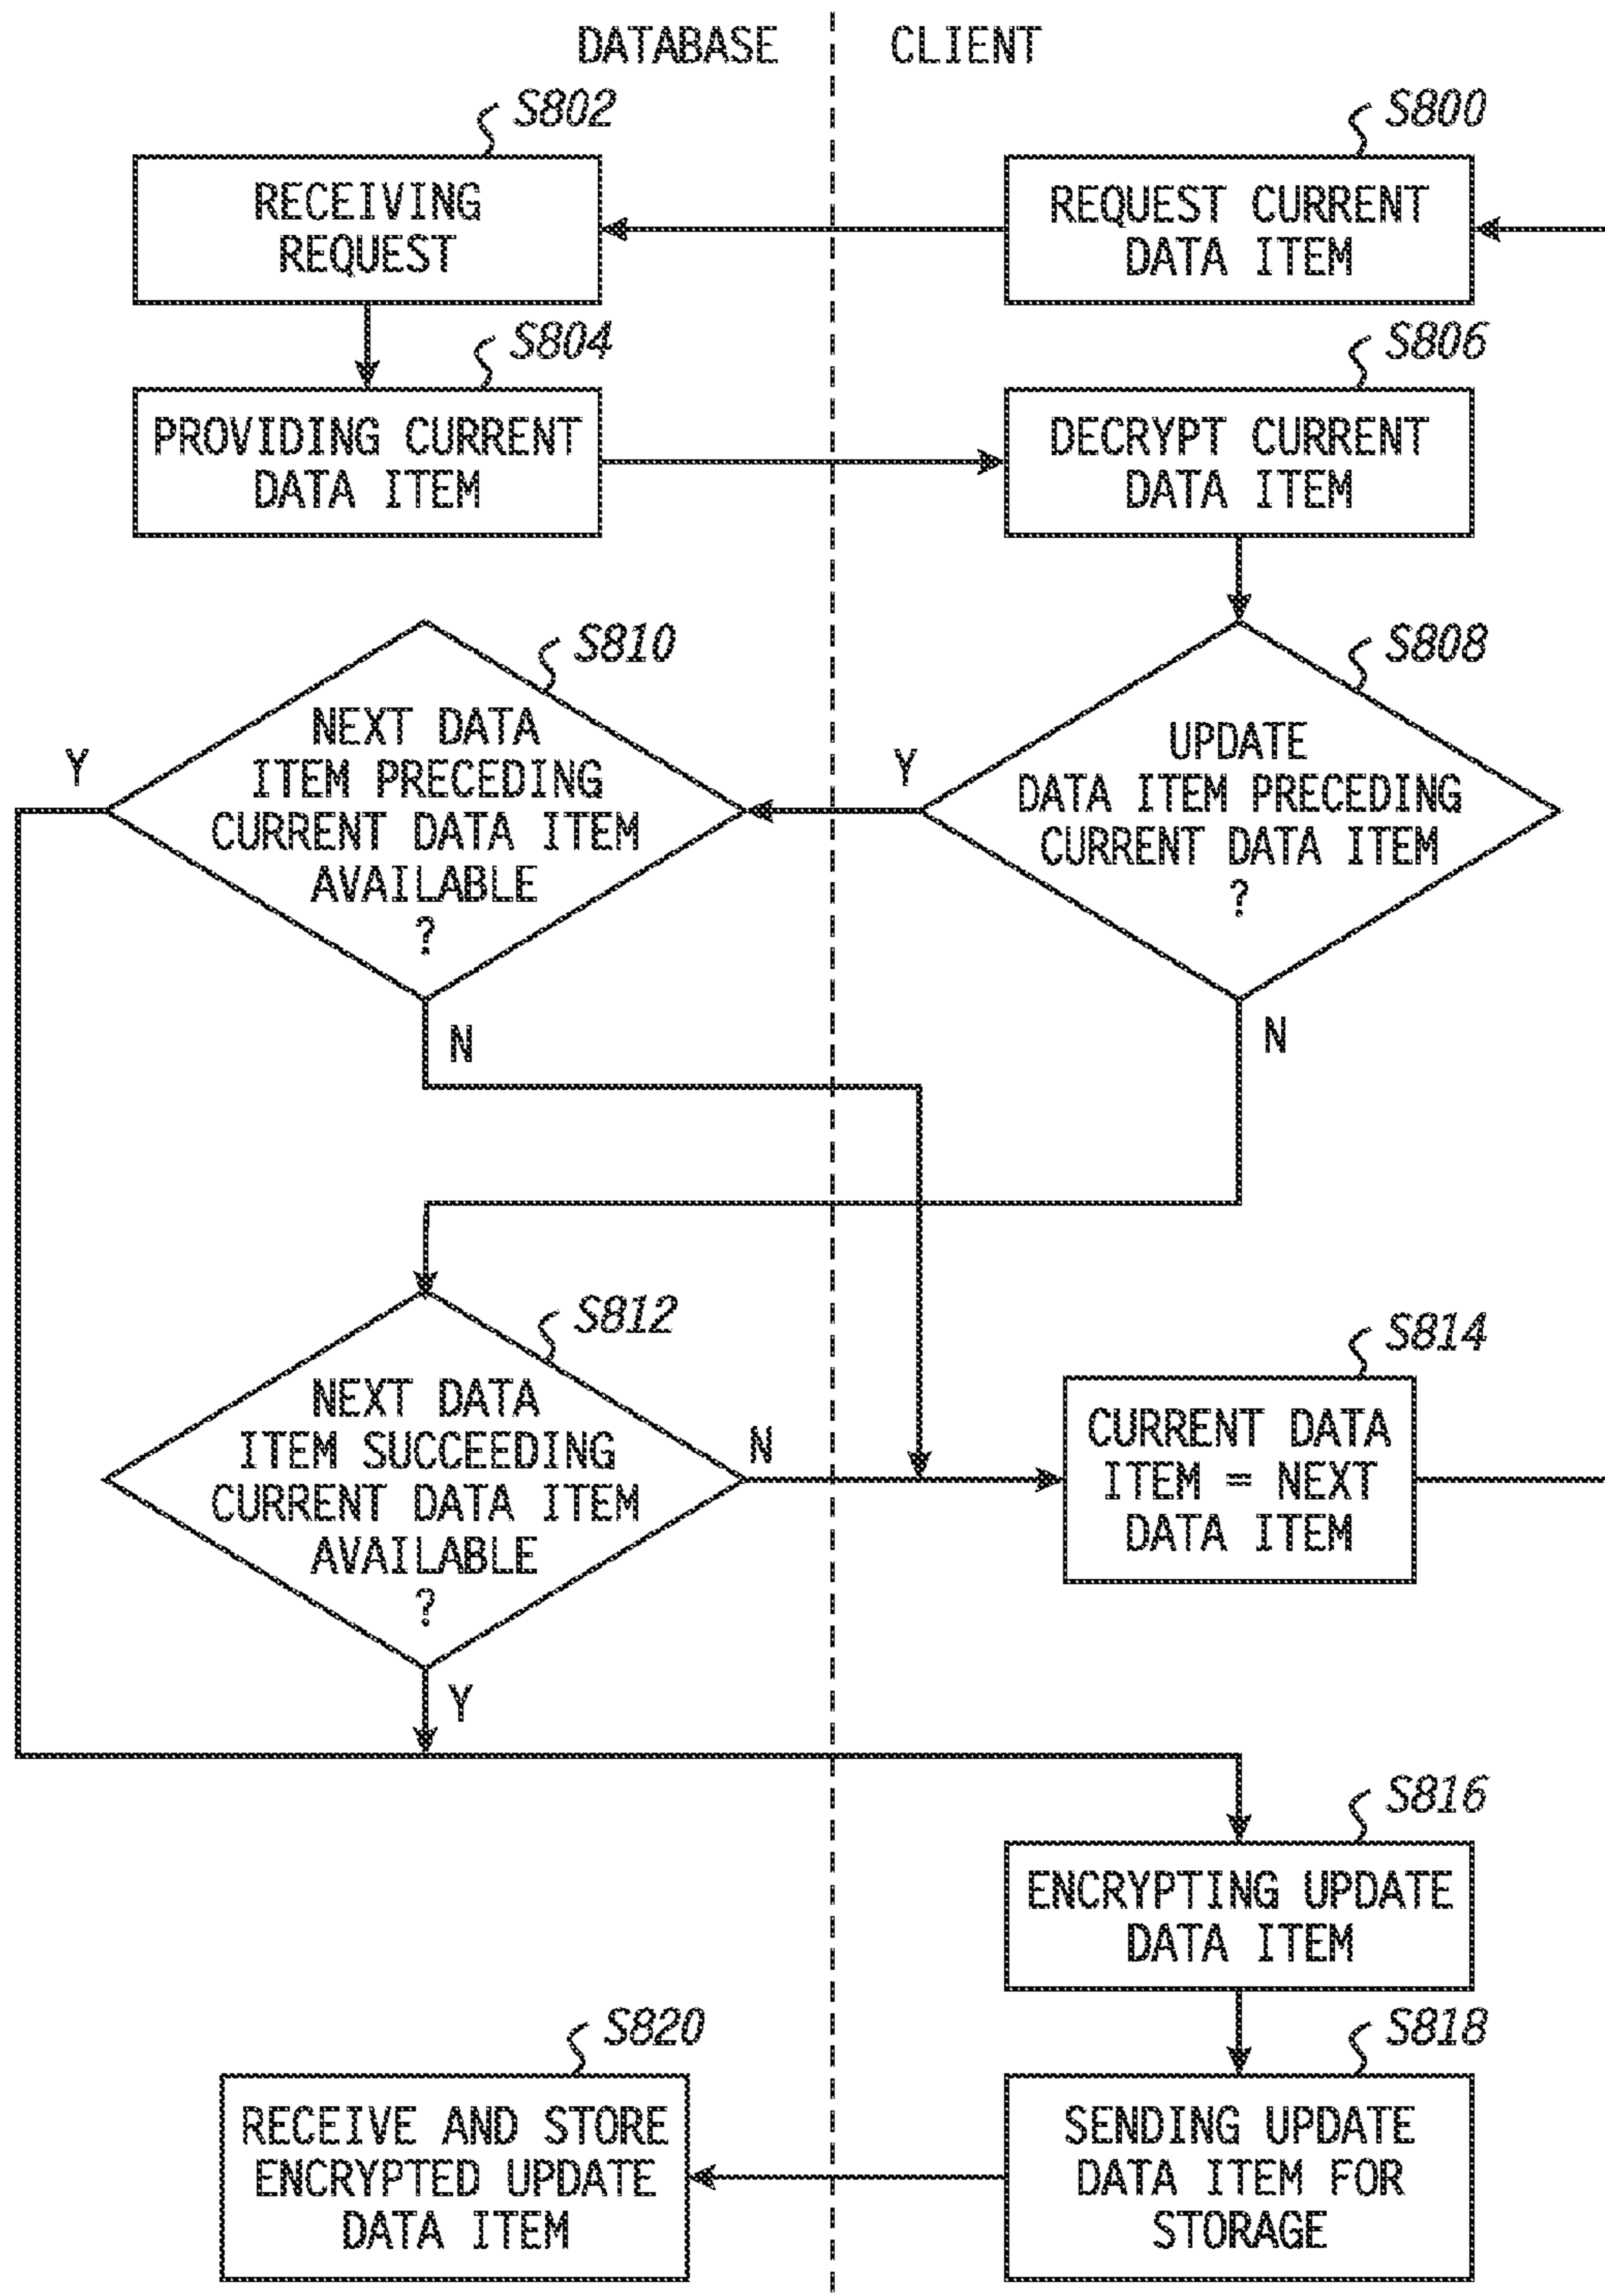 DATABASE
CLIENT
S802
RECEIVING
REQUEST
S800
REQUEST CURRENT
DATA ITEM
S804
PROVIDING CURRENT
DATA ITEM
S806
DECRYPT CURRENT
DATA ITEM
S810
NEXT DATA
ITEM PRECEDING
CURRENT DATA ITEM
AVAILABLE
?
Y
N
S808
UPDATE
DATA ITEM PRECEDING
CURRENT DATA ITEM
?
Y
N
S812
NEXT DATA
ITEM SUCCEEDING
CURRENT DATA ITEM
AVAILABLE
?
N
Y
S814
CURRENT DATA
ITEM = NEXT
DATA ITEM
S816
ENCRYPTING UPDATE
DATA ITEM
S820
RECEIVE AND STORE
ENCRYPTED UPDATE
DATA ITEM
S818
SENDING UPDATE
DATA ITEM FOR
STORAGE